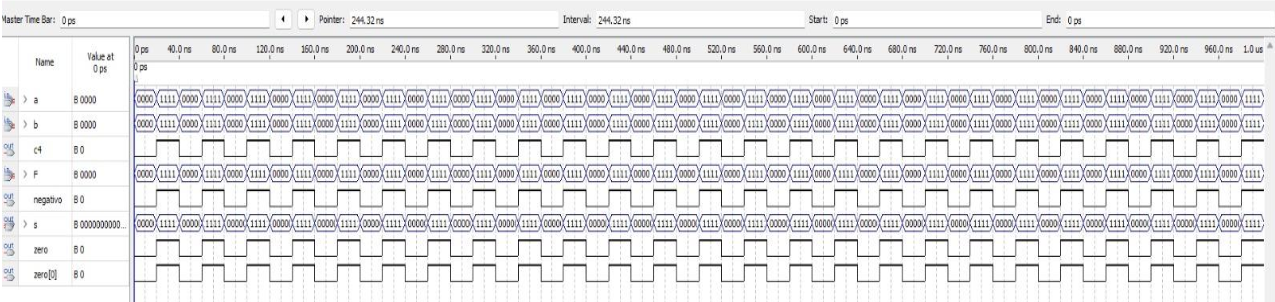 Master Time Bar: 0 ps Pointer: 244.32 ns Interval: 244.32 ns Start: 0 ps End: 0 ps
Name Value at 0 ps 0 ps 40.0 ns 80.0 ns 120.0 ns 160.0 ns 200.0 ns 240.0 ns 280.0 ns 320.0 ns 360.0 ns 400.0 ns 440.0 ns 480.0 ns 520.0 ns 560.0 ns 600.0 ns 640.0 ns 680.0 ns 720.0 ns 760.0 ns 800.0 ns 840.0 ns 880.0 ns 920.0 ns 960.0 ns 1.0 us
0 ps
in > a B 0000 0000 1111 0000 1111 0000 1111 0000 1111 0000 1111 0000 1111 0000 1111 0000 1111 0000 1111 0000 1111 0000 1111 0000 1111 0000 1111 0000 1111 0000 1111 0000 1111 0000 1111 0000 1111 0000 1111 0000 1111 0000 1111 0000 1111 0000 1111 0000 1111 0000 1111
in > b B 0000 0000 1111 0000 1111 0000 1111 0000 1111 0000 1111 0000 1111 0000 1111 0000 1111 0000 1111 0000 1111 0000 1111 0000 1111 0000 1111 0000 1111 0000 1111 0000 1111 0000 1111 0000 1111 0000 1111 0000 1111 0000 1111 0000 1111 0000 1111 0000 1111 0000 1111
out c4 B 0
in > F B 0000 0000 1111 0000 1111 0000 1111 0000 1111 0000 1111 0000 1111 0000 1111 0000 1111 0000 1111 0000 1111 0000 1111 0000 1111 0000 1111 0000 1111 0000 1111 0000 1111 0000 1111 0000 1111 0000 1111 0000 1111 0000 1111 0000 1111 0000 1111 0000 1111 0000 1111
out negativo B 0
out > s B 0000000000... 0000 1111 0000 1111 0000 1111 0000 1111 0000 1111 0000 1111 0000 1111 0000 1111 0000 1111 0000 1111 0000 1111 0000 1111 0000 1111 0000 1111 0000 1111 0000 1111 0000 1111 0000 1111 0000 1111 0000 1111 0000 1111 0000 1111 0000 1111 0000 1111 0000 1111
out zero B 0
out zero[0] B 0